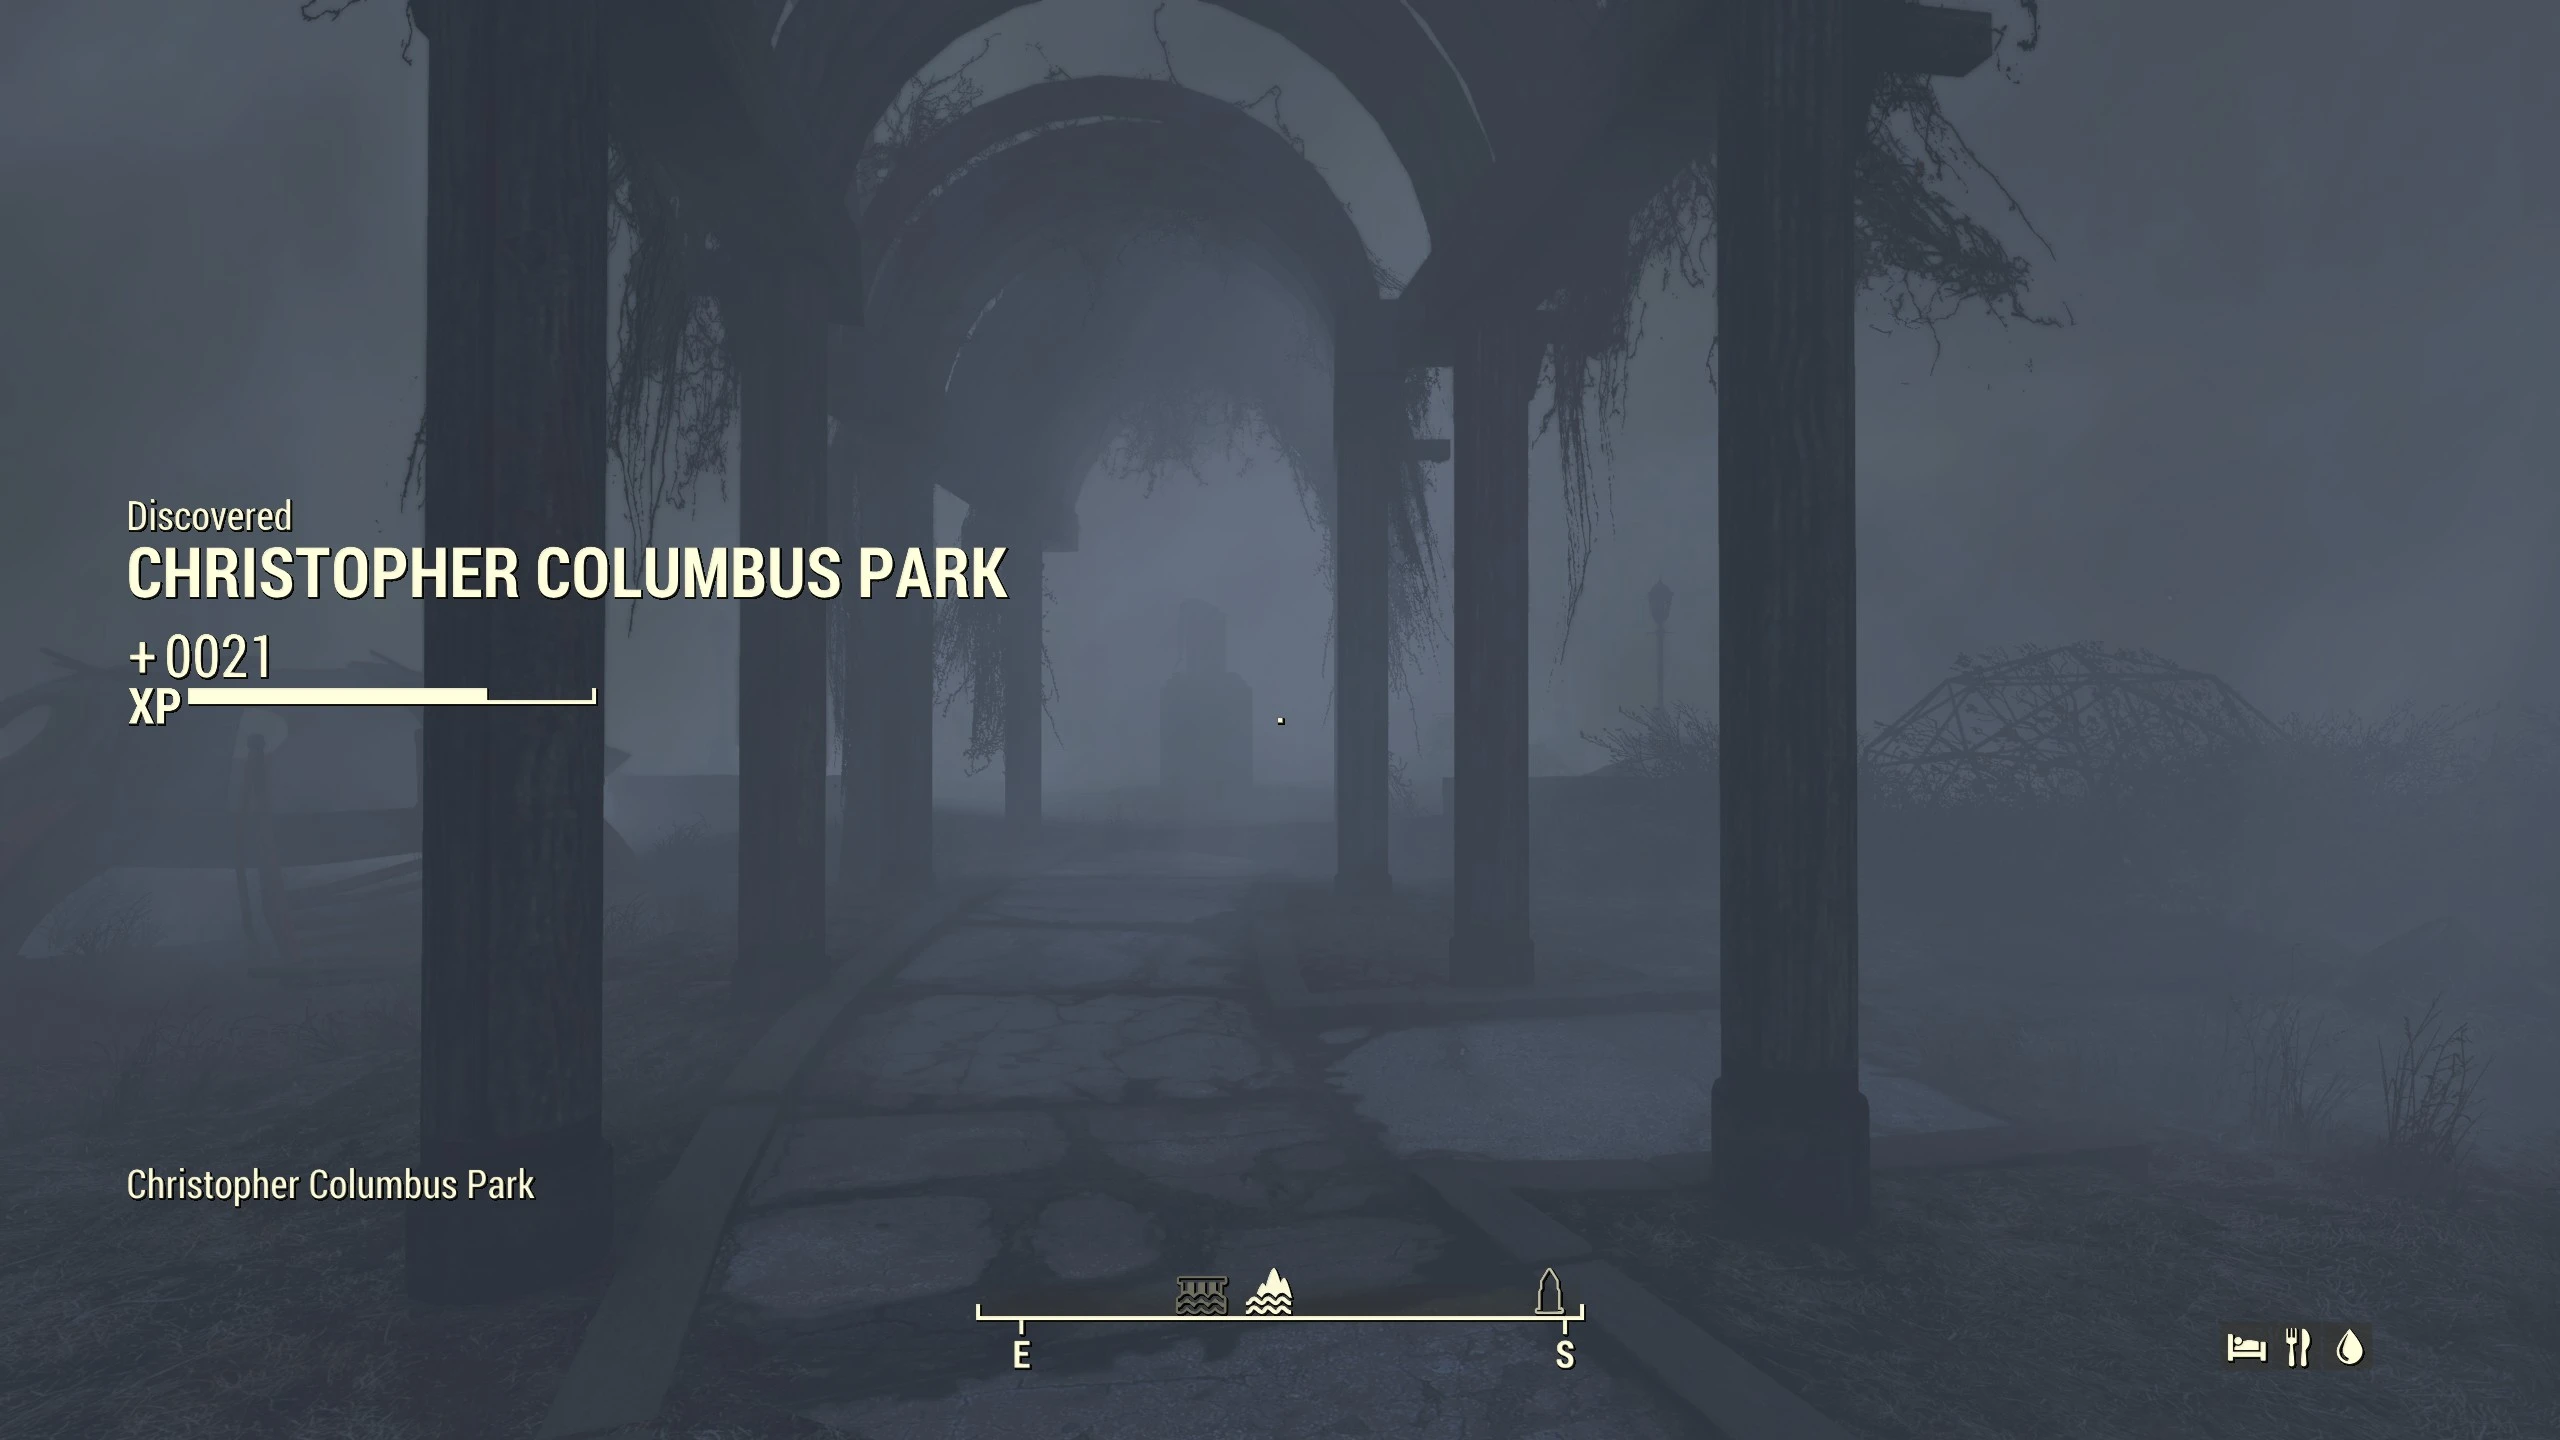 Discovered
CHRISTOPHER COLUMBUS PARK
+0021
XP
Christopher Columbus Park
E S